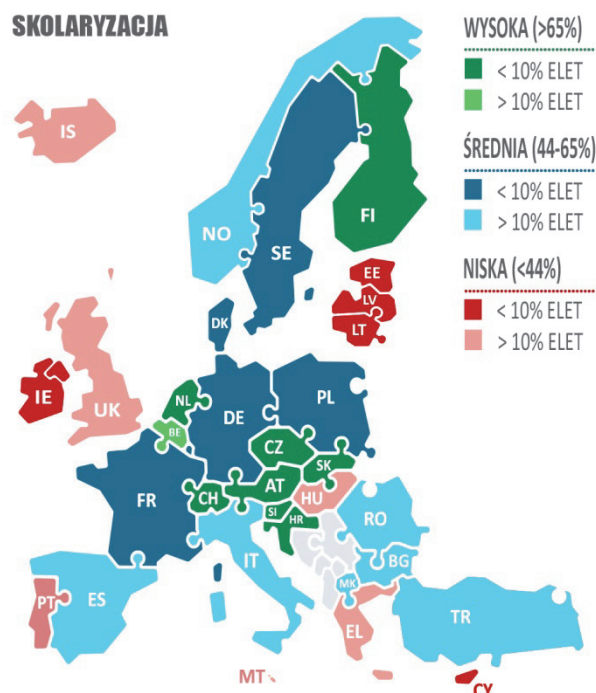 SKOLARYZACJA
WYSOKA (>65%)
< 10% ELET
> 10% ELET
ŚREDNIA (44-65%)
< 10% ELET
> 10% ELET
NISKA (<44%)
< 10% ELET
> 10% ELET
IS
NO
SE
FI
EE
LV
LT
DK
IE
UK
NL
BE
DE
PL
CZ
SK
FR
CH
AT
HU
SI
HR
RO
IT
BG
MK
PT
ES
EL
TR
MT
CY